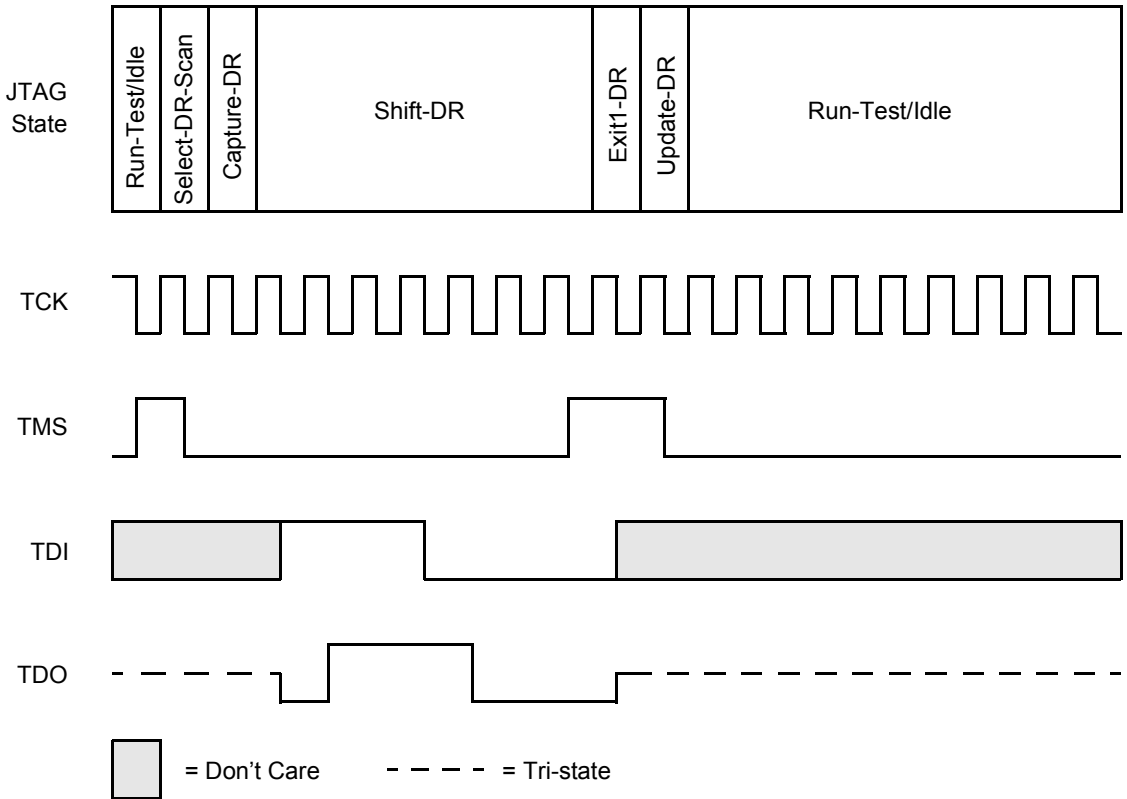 JTAG
State
Run-Test/Idle
Select-DR-Scan
Capture-DR
Shift-DR
Exit1-DR
Update-DR
Run-Test/Idle
TCK
TMS
TDI
TDO
= Don't Care
= Tri-state